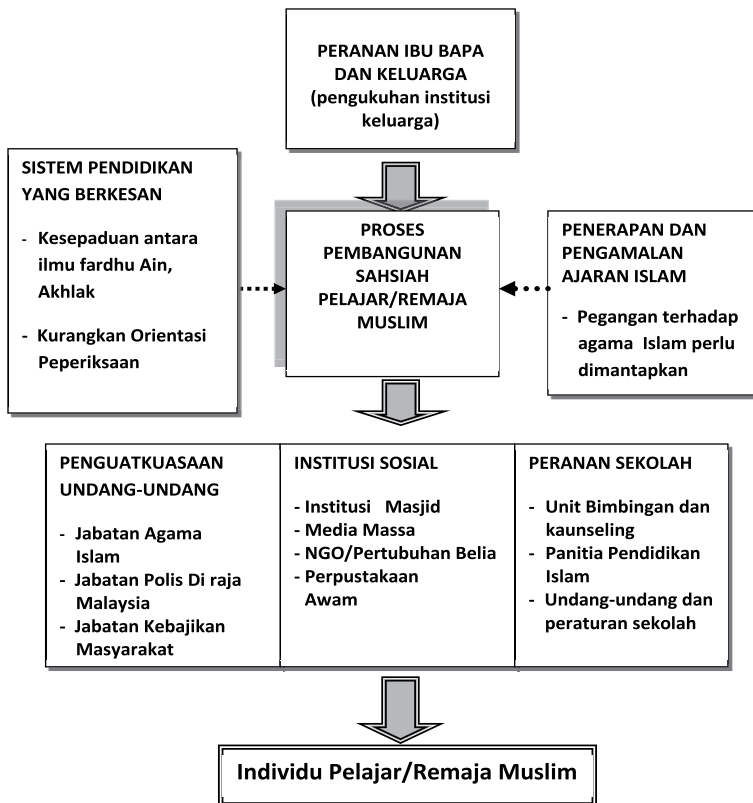 PERANAN IBU BAPA
DAN KELUARGA
(pengukuhan institusi
keluarga)
SISTEM PENDIDIKAN
YANG BERKESAN
- Kesepaduan antara
ilmu fardhu Ain,
Akhlak
- Kurangkan Orientasi
Peperiksaan
PROSES
PEMBANGUNAN
SAHSIAH
PELAJAR/REMAJA
MUSLIM
PENERAPAN DAN
PENGAMALAN
AJARAN ISLAM
- Pegangan terhadap
agama Islam perlu
dimantapkan
PENGUATKUASAAN
UNDANG-UNDANG
- Jabatan Agama
Islam
- Jabatan Polis Di raja
Malaysia
- Jabatan Kebajikan
Masyarakat
INSTITUSI SOSIAL
- Institusi Masjid
- Media Massa
- NGO/Pertubuhan Belia
- Perpustakaan
Awam
PERANAN SEKOLAH
- Unit Bimbingan dan
kaunseling
- Panitia Pendidikan
Islam
- Undang-undang dan
peraturan sekolah
Individu Pelajar/Remaja Muslim